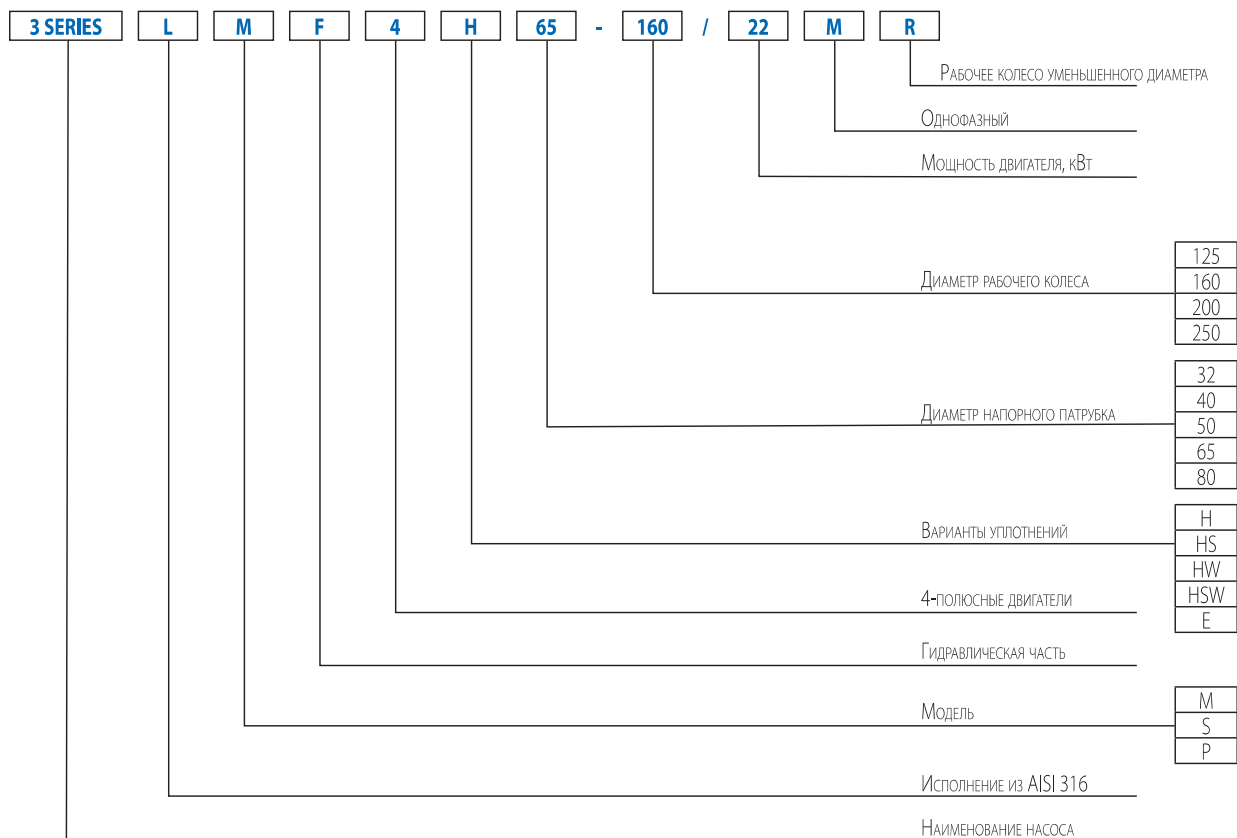 3 SERIES L M F 4 H 65 - 160 / 22 M R
Рабочее колесо уменьшенного диаметра
Однофазный
Мощность двигателя, кВт
125
Диаметр рабочего колеса 160
200
250
32
40
Диаметр напорного патрубка 50
65
80
H
Варианты уплотнений HS
HW
4-полюсные двигатели HSW
E
Гидравлическая часть
M
Модель S
P
Исполнение из AISI 316
Наименование насоса